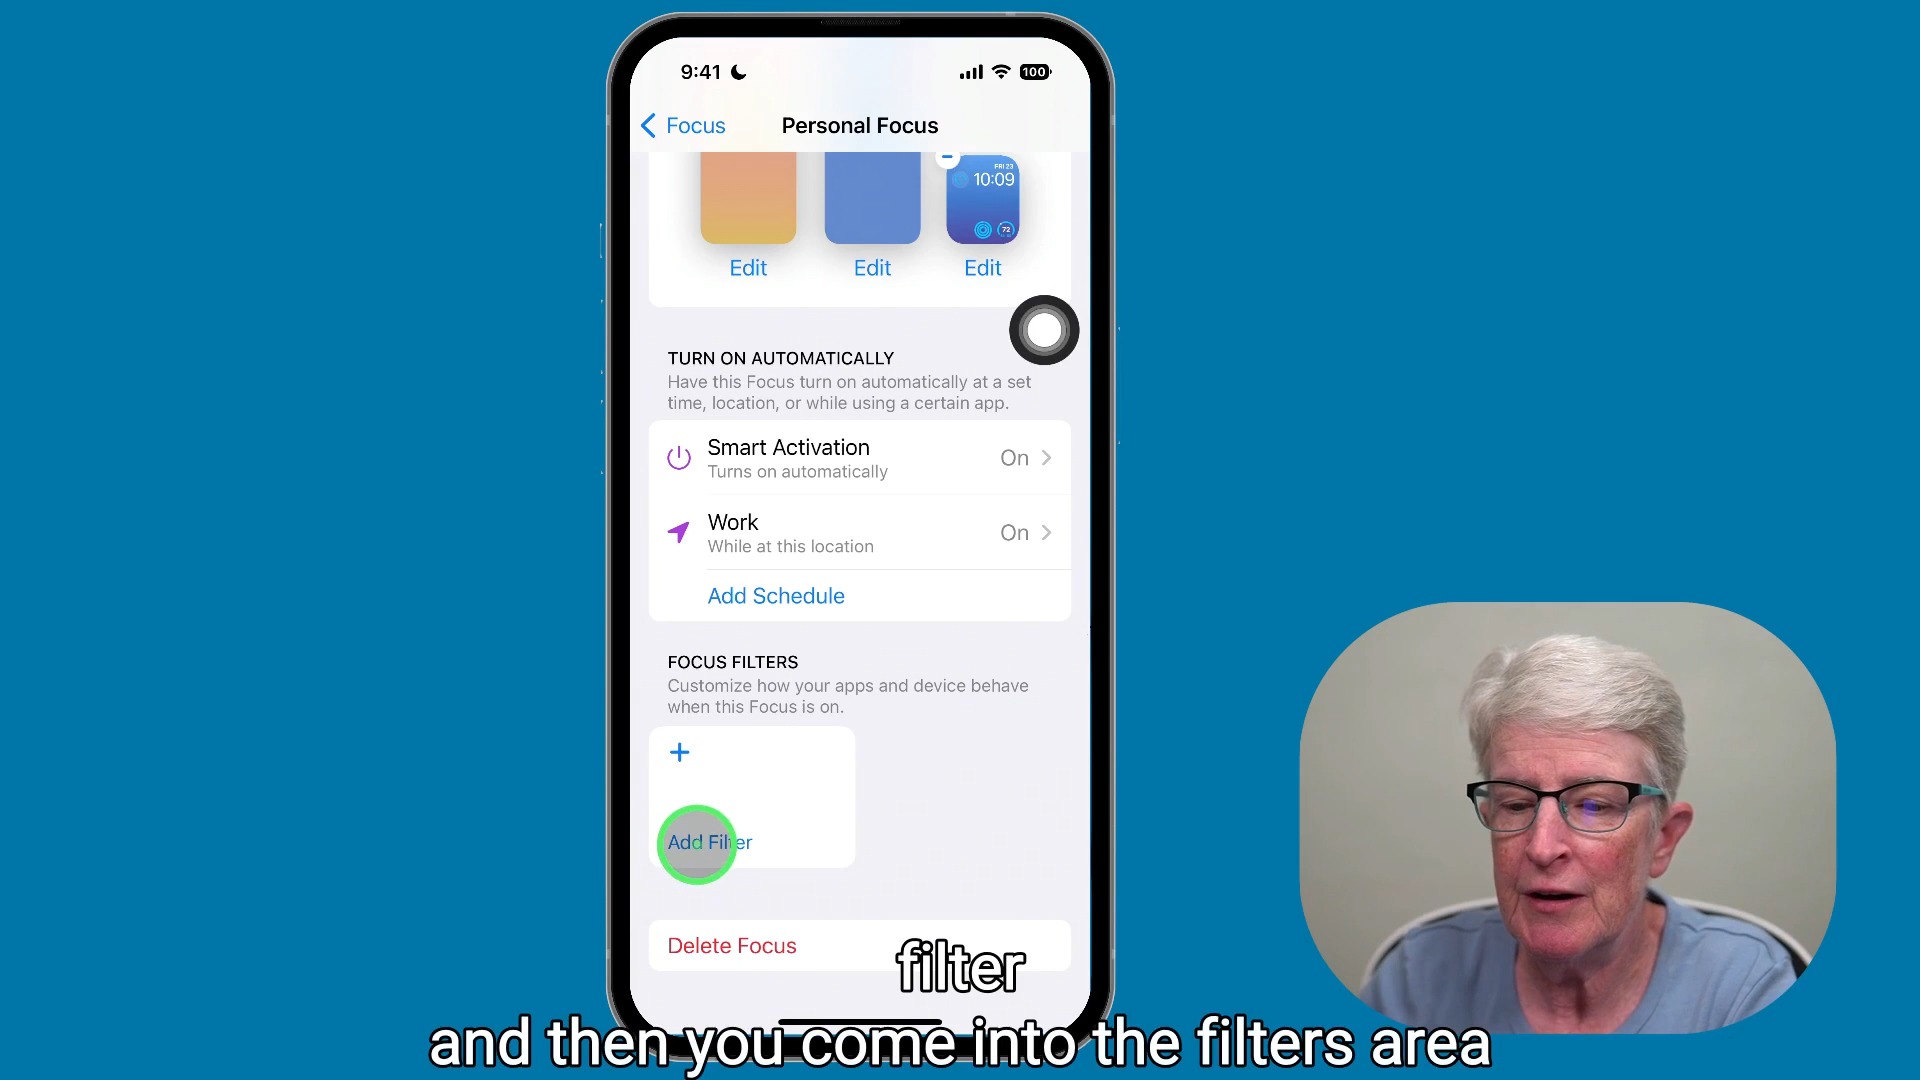 9:41
100
Focus
Personal Focus
FRI 23
10:09
72
Edit
Edit
Edit
TURN ON AUTOMATICALLY
Have this Focus turn on automatically at a set
time, location, or while using a certain app.
Smart Activation
Turns on automatically
On
Work
While at this location
On
Add Schedule
FOCUS FILTERS
Customize how your apps and device behave
when this Focus is on.
+
Add Filter
Delete Focus
filter
and then you come into the filters area